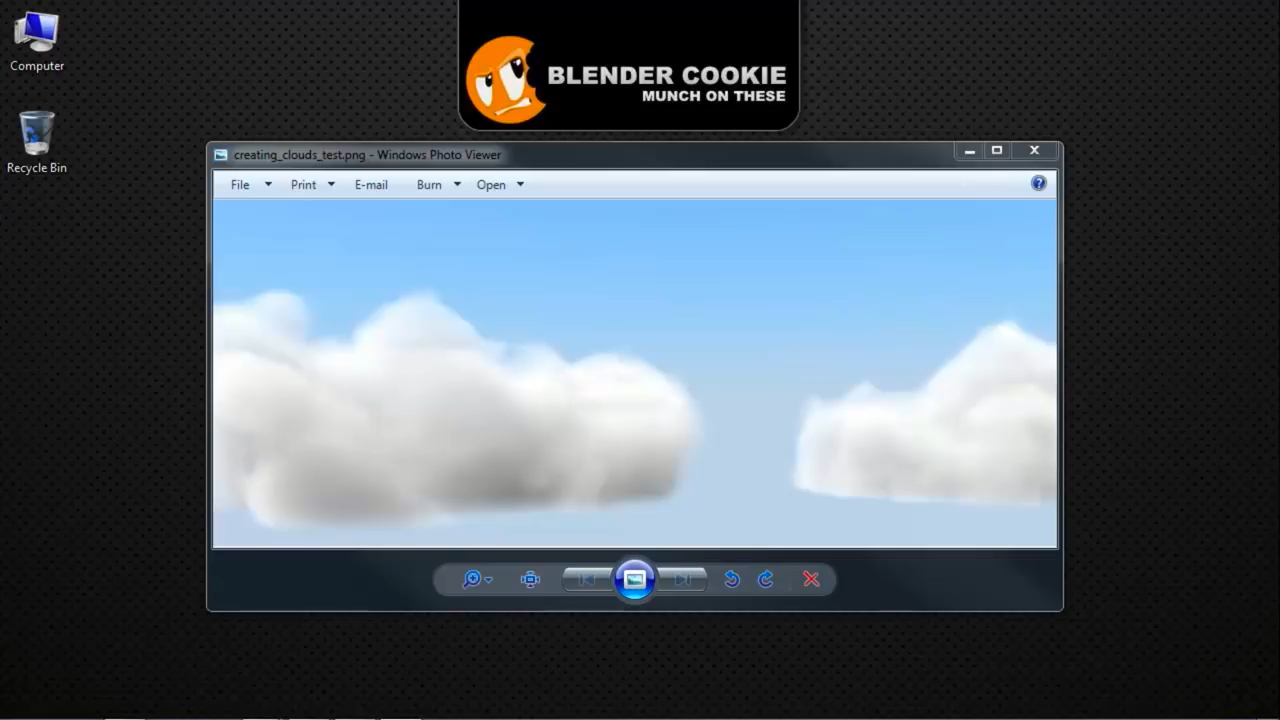 Computer
Recycle Bin
BLENDER COOKIE
MUNCH ON THESE
creating_clouds_test.png - Windows Photo Viewer
File Print E-mail Burn Open